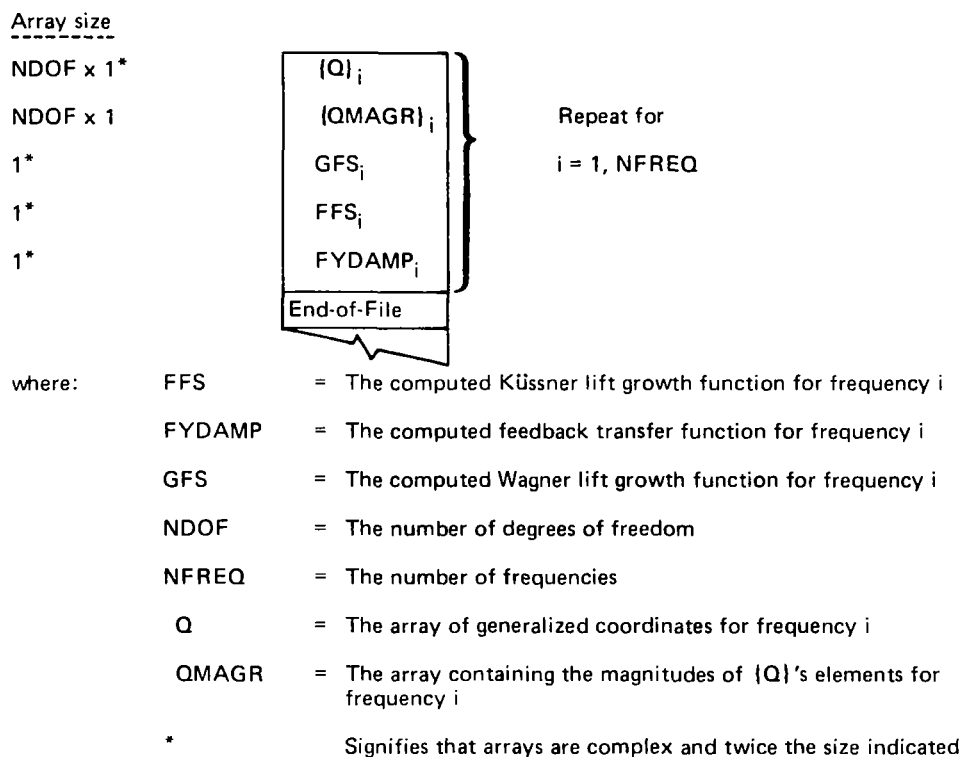 Array size
NDOF x 1* {Q}i
NDOF x 1 {QMAGR}i Repeat for
1* GFSi i = 1, NFREQ
1* FFSi
1* FYDAMPi
End-of-File
where: FFS = The computed Küssner lift growth function for frequency i
FYDAMP = The computed feedback transfer function for frequency i
GFS = The computed Wagner lift growth function for frequency i
NDOF = The number of degrees of freedom
NFREQ = The number of frequencies
Q = The array of generalized coordinates for frequency i
QMAGR = The array containing the magnitudes of {Q}'s elements for
frequency i
* Signifies that arrays are complex and twice the size indicated